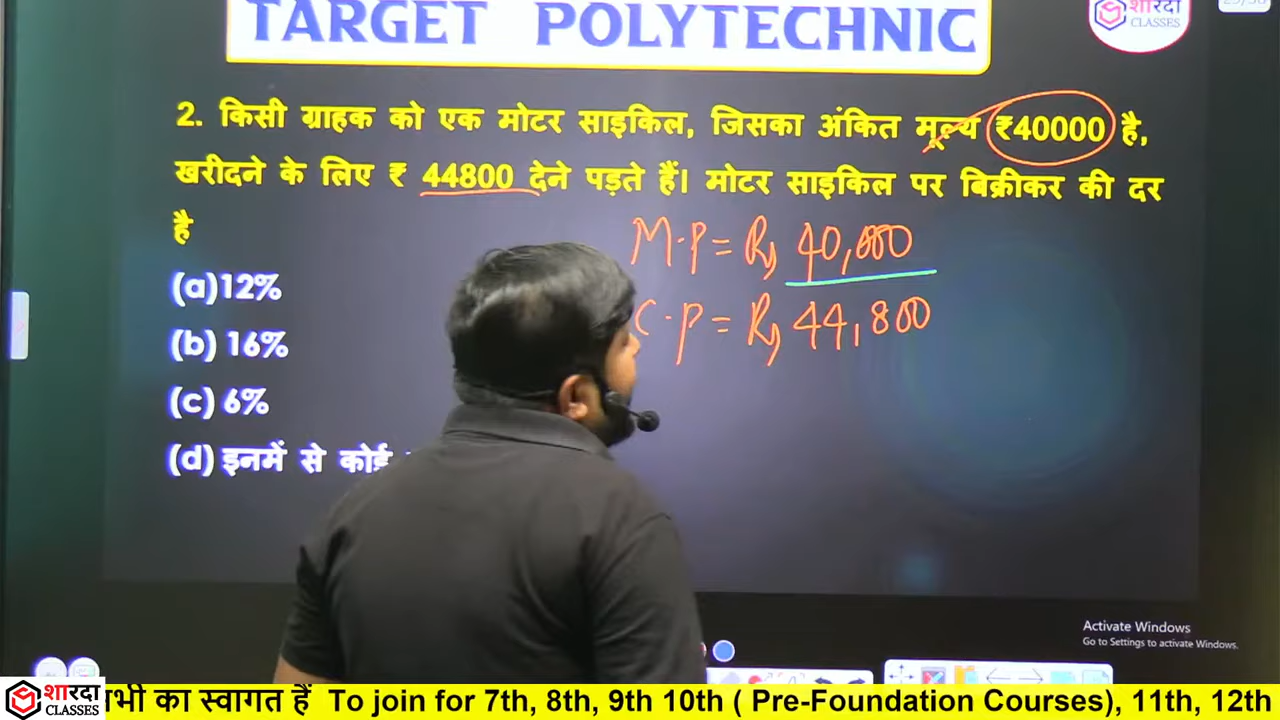 TARGET POLYTECHNIC
शारदा
CLASSES
2. किसी ग्राहक को एक मोटर साइकिल, जिसका अंकित मूल्य ₹40000 है,
खरीदने के लिए ₹ 44800 देने पड़ते हैं। मोटर साइकिल पर बिक्रीकर की दर
है
M.P = Rs 40,000
C.P = Rs 44,800
(a)12%
(b) 16%
(c) 6%
(d) इनमें से कोई
Activate Windows
Go to Settings to activate Windows.
शारदा
CLASSES
का स्वागत हैं To join for 7th, 8th, 9th 10th ( Pre-Foundation Courses), 11th, 12th